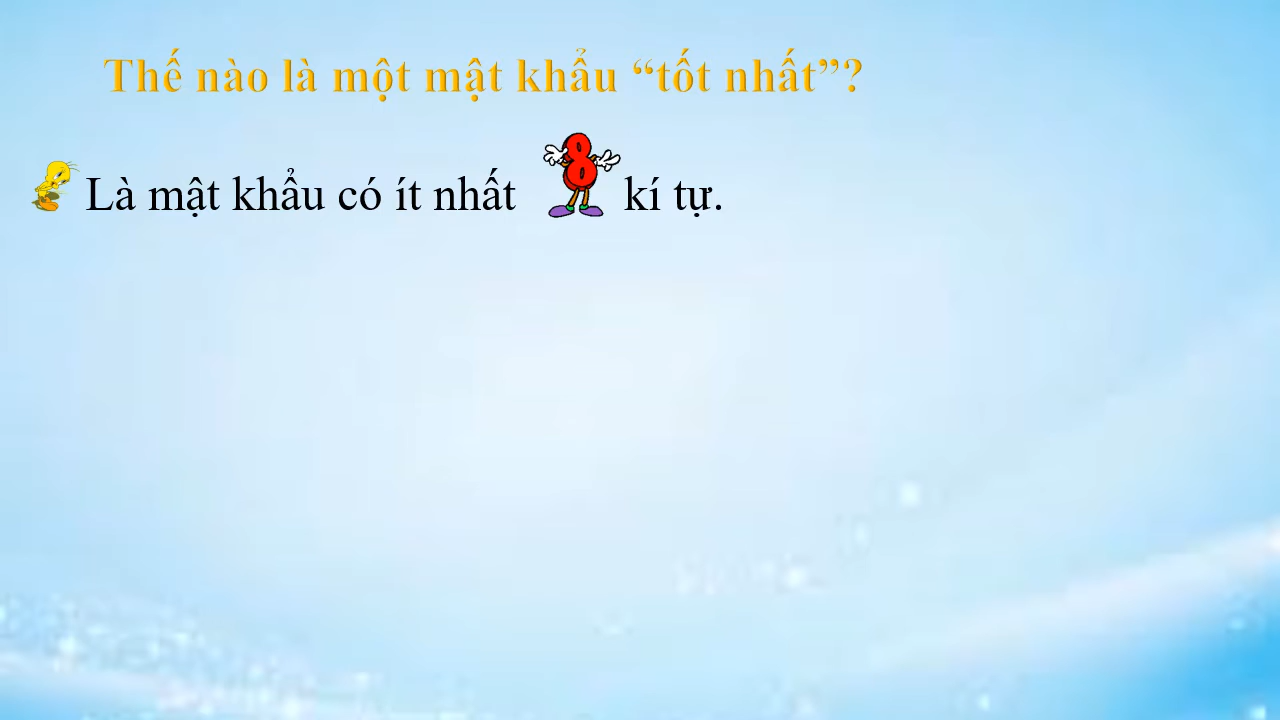 Thế nào là một mật khẩu “tốt nhất”?
Là mật khẩu có ít nhất 8 kí tự.